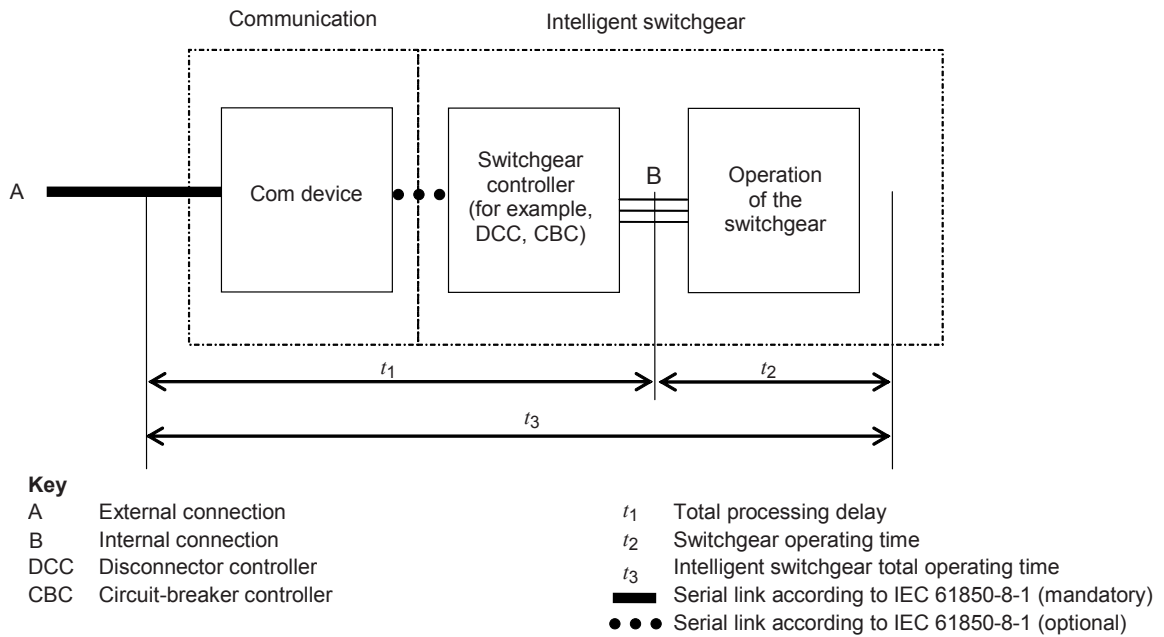 Communication
Intelligent switchgear
A
Com device
Switchgear
controller
(for example,
DCC, CBC)
B
Operation
of the
switchgear
t1
t2
t3
Key
A External connection
B Internal connection
DCC Disconnector controller
CBC Circuit-breaker controller
t1 Total processing delay
t2 Switchgear operating time
t3 Intelligent switchgear total operating time
Serial link according to IEC 61850-8-1 (mandatory)
Serial link according to IEC 61850-8-1 (optional)